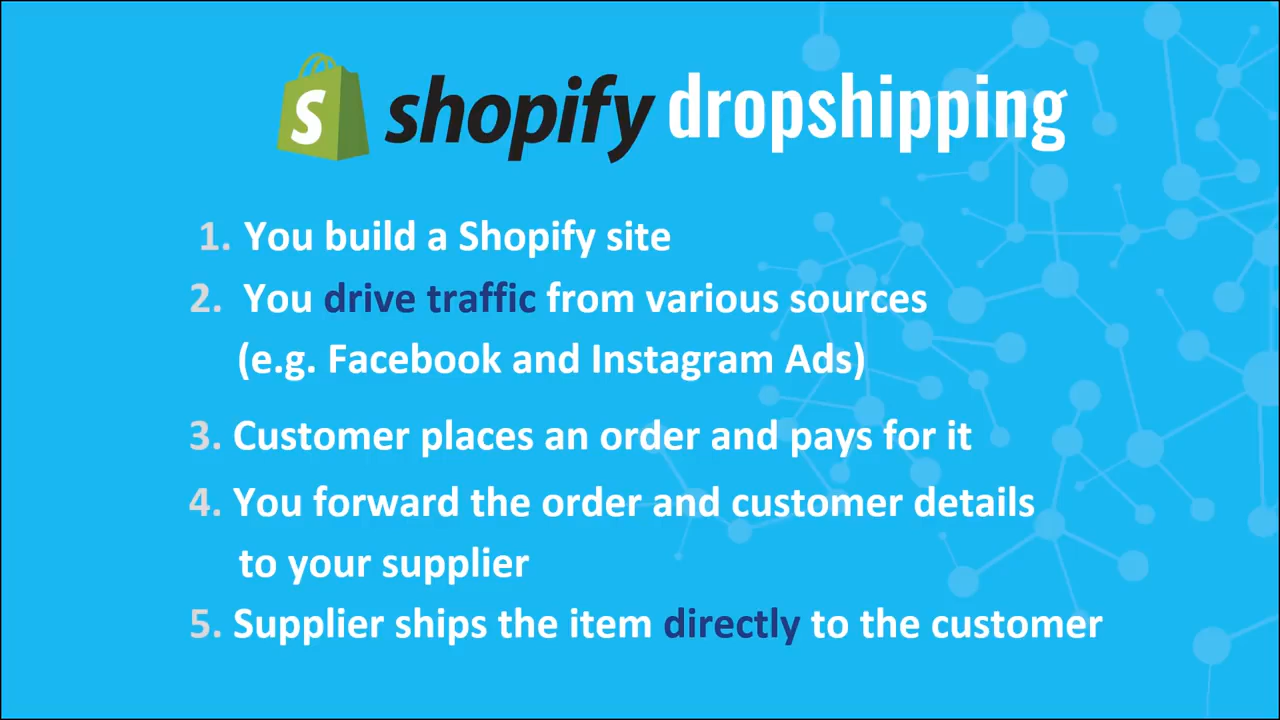 S shopify dropshipping
1. You build a Shopify site
2. You drive traffic from various sources
(e.g. Facebook and Instagram Ads)
3. Customer places an order and pays for it
4. You forward the order and customer details
to your supplier
5. Supplier ships the item directly to the customer